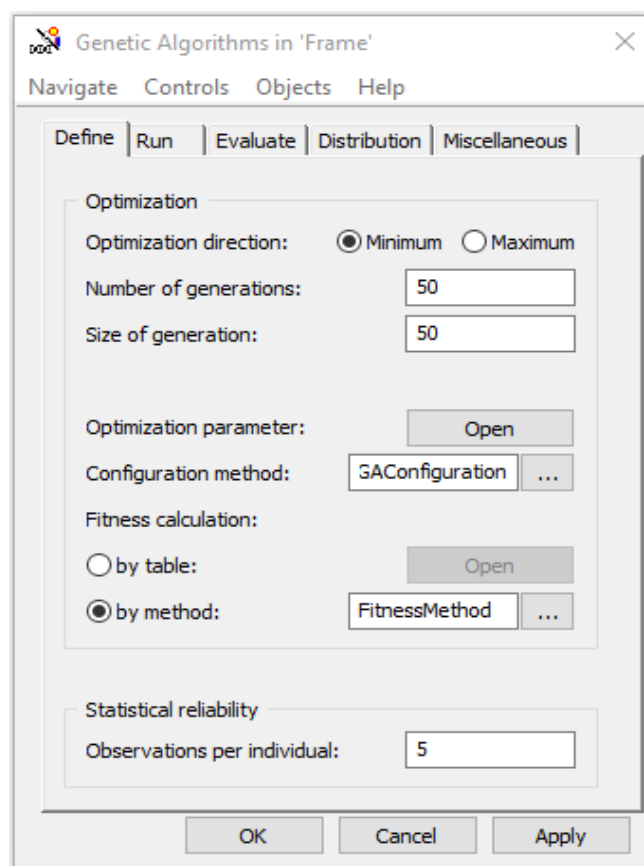 Genetic Algorithms in 'Frame'
Navigate Controls Objects Help
Define Run Evaluate Distribution Miscellaneous
Optimization
Optimization direction: Minimum Maximum
Number of generations: 50
Size of generation: 50
Optimization parameter: Open
Configuration method: GAConfiguration ...
Fitness calculation:
by table: Open
by method: FitnessMethod ...
Statistical reliability
Observations per individual: 5
OK Cancel Apply